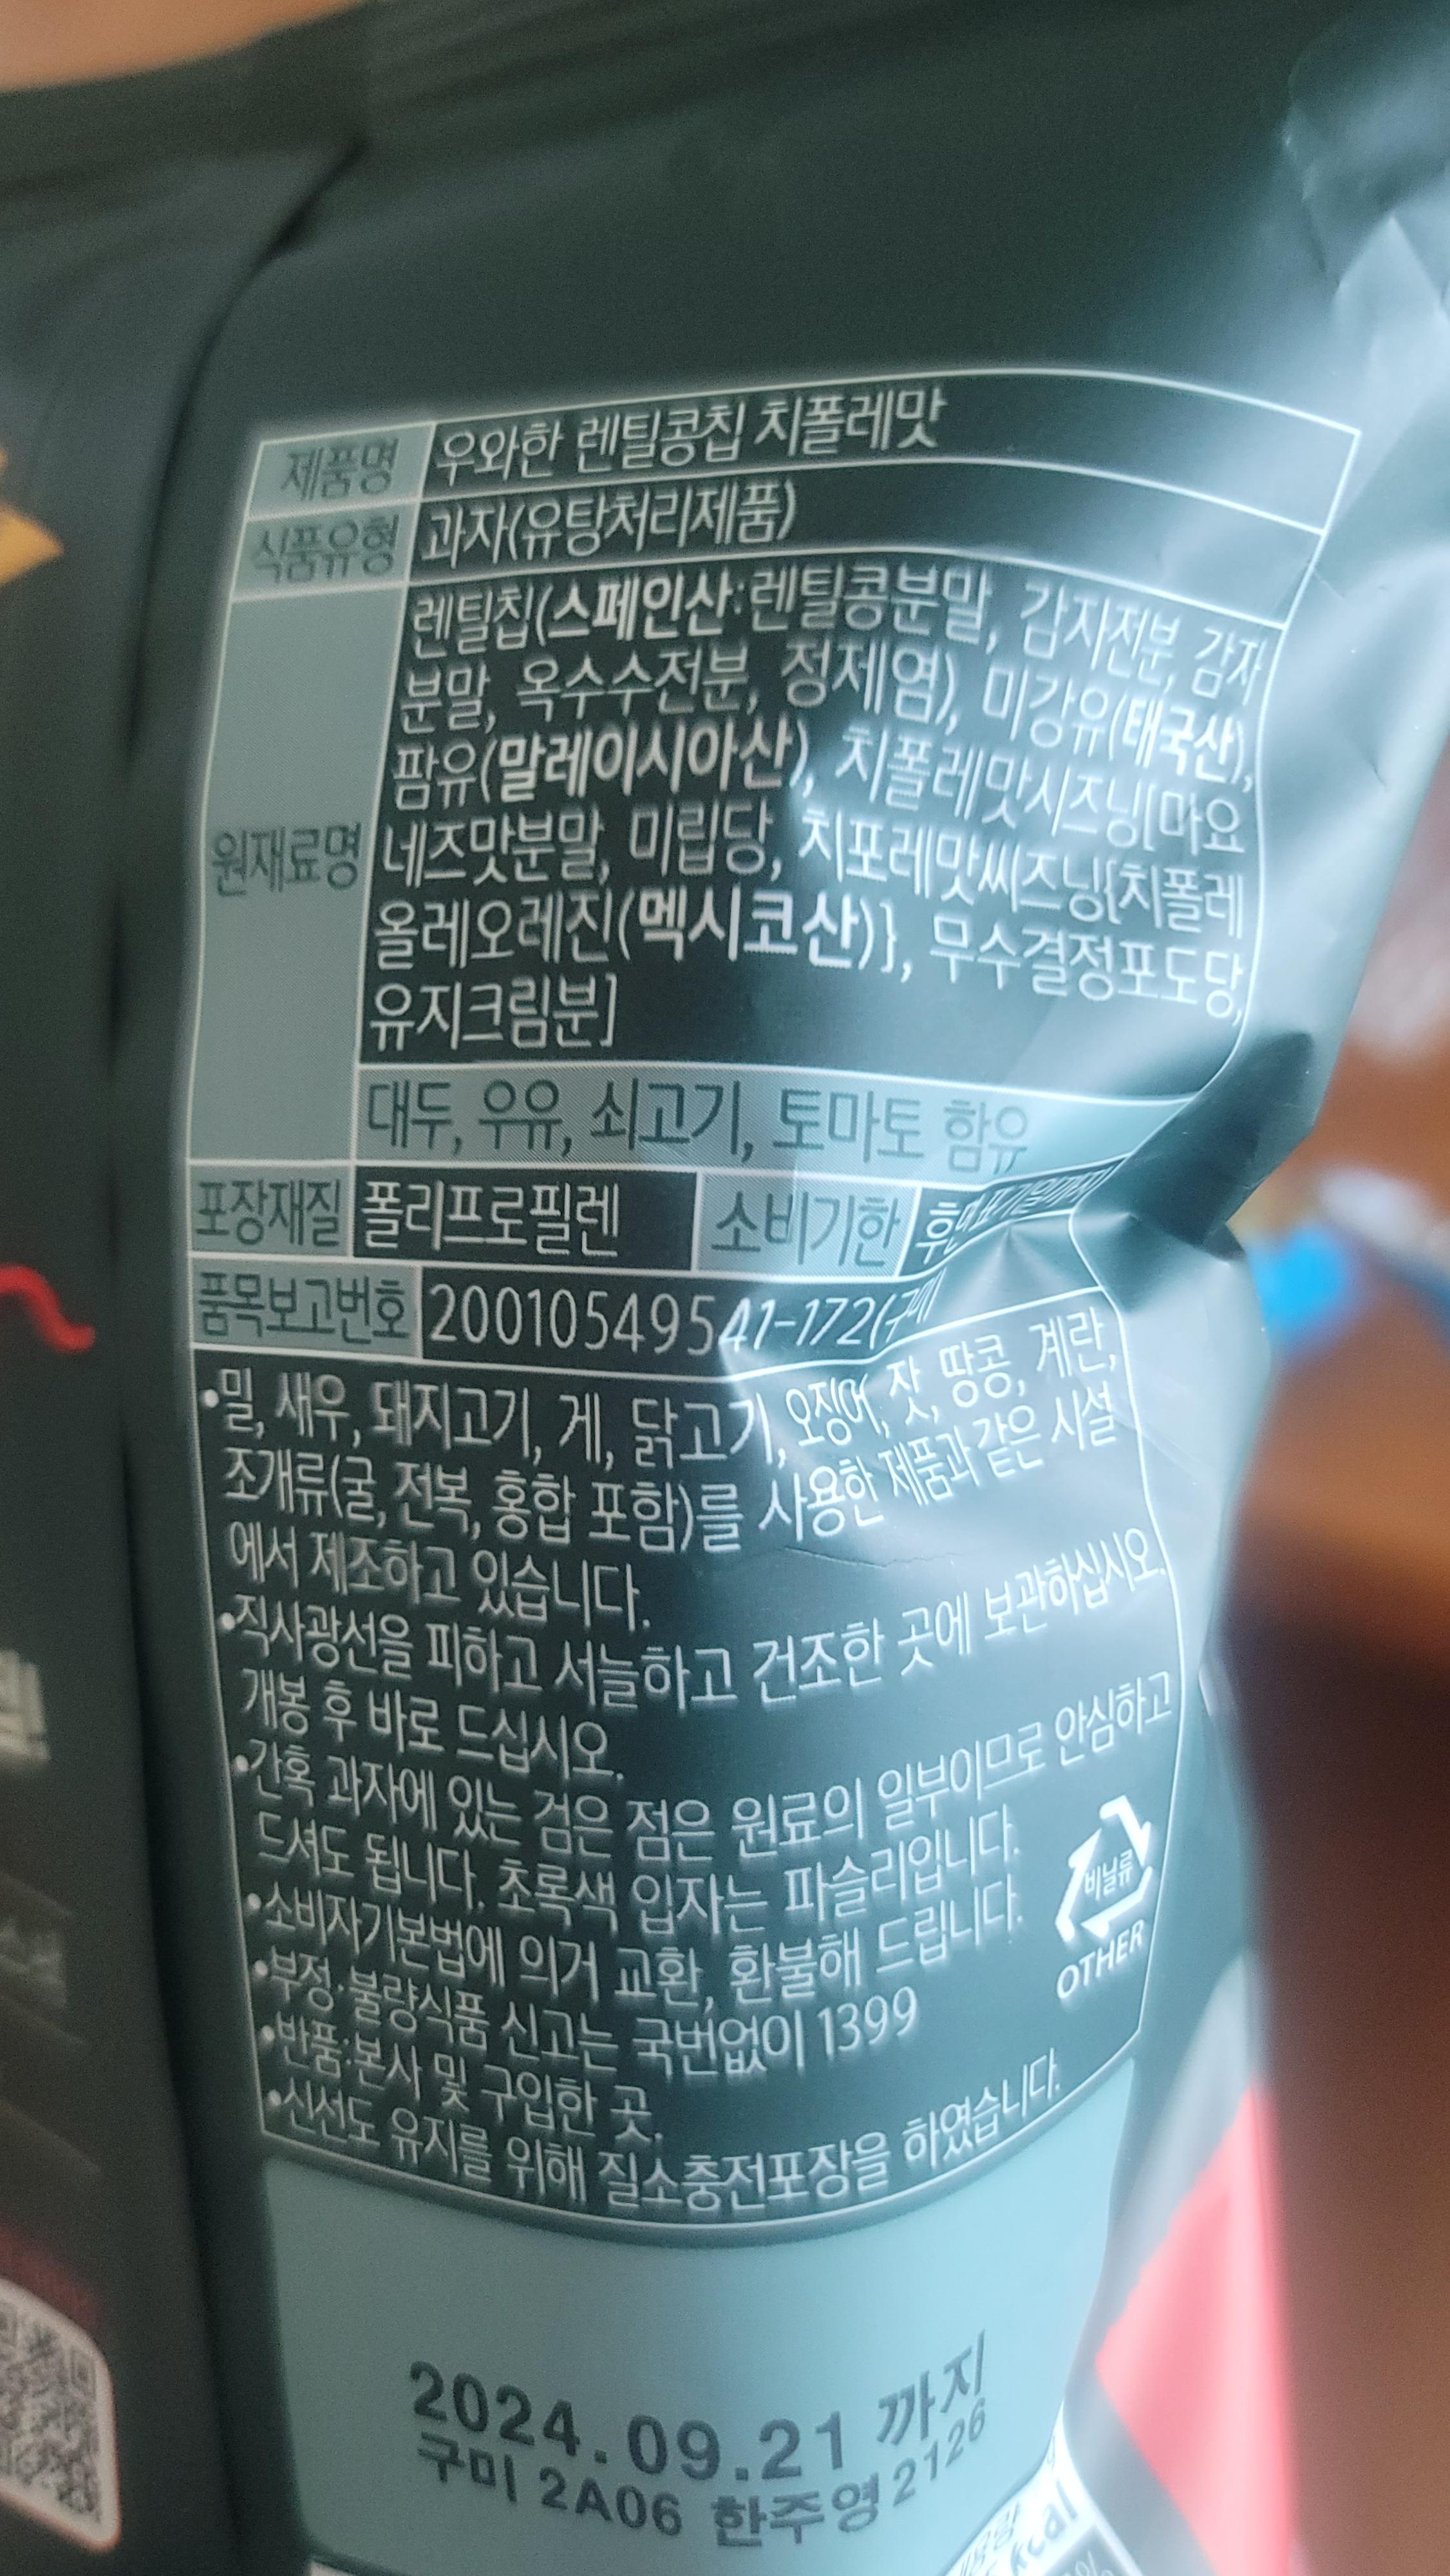 제품명 우와한 렌틸콩칩 치폴레맛
식품유형 과자(유탕처리제품)
원재료명
렌틸칩(스페인산:렌틸콩분말, 감자전분, 감자
분말, 옥수수전분, 정제염), 미강유(태국산),
팜유(말레이시아산), 치폴레맛시즈닝[마요
네즈맛분말, 미립당, 치포레맛씨즈닝{치폴레
올레오레진(멕시코산)}, 무수결정포도당,
유지크림분]
대두, 우유, 쇠고기, 토마토 함유
포장재질 폴리프로필렌 소비기한 후면표기일까지
품목보고번호 20010549541-172(구미
•밀, 새우, 돼지고기, 게, 닭고기, 오징어, 잣, 땅콩, 계란,
조개류(굴, 전복, 홍합 포함)를 사용한 제품과 같은 시설
에서 제조하고 있습니다.
•직사광선을 피하고 서늘하고 건조한 곳에 보관하십시오.
개봉 후 바로 드십시오.
•간혹 과자에 있는 검은 점은 원료의 일부이므로 안심하고
드셔도 됩니다. 초록색 입자는 파슬리입니다.
•소비자기본법에 의거 교환, 환불해 드립니다.
•부정·불량식품 신고는 국번없이 1399
•반품:본사 및 구입한 곳.
•신선도 유지를 위해 질소충전포장을 하였습니다.
비닐류
OTHER
2024.09.21 까지
구미 2A06 한주영 2126
kcal